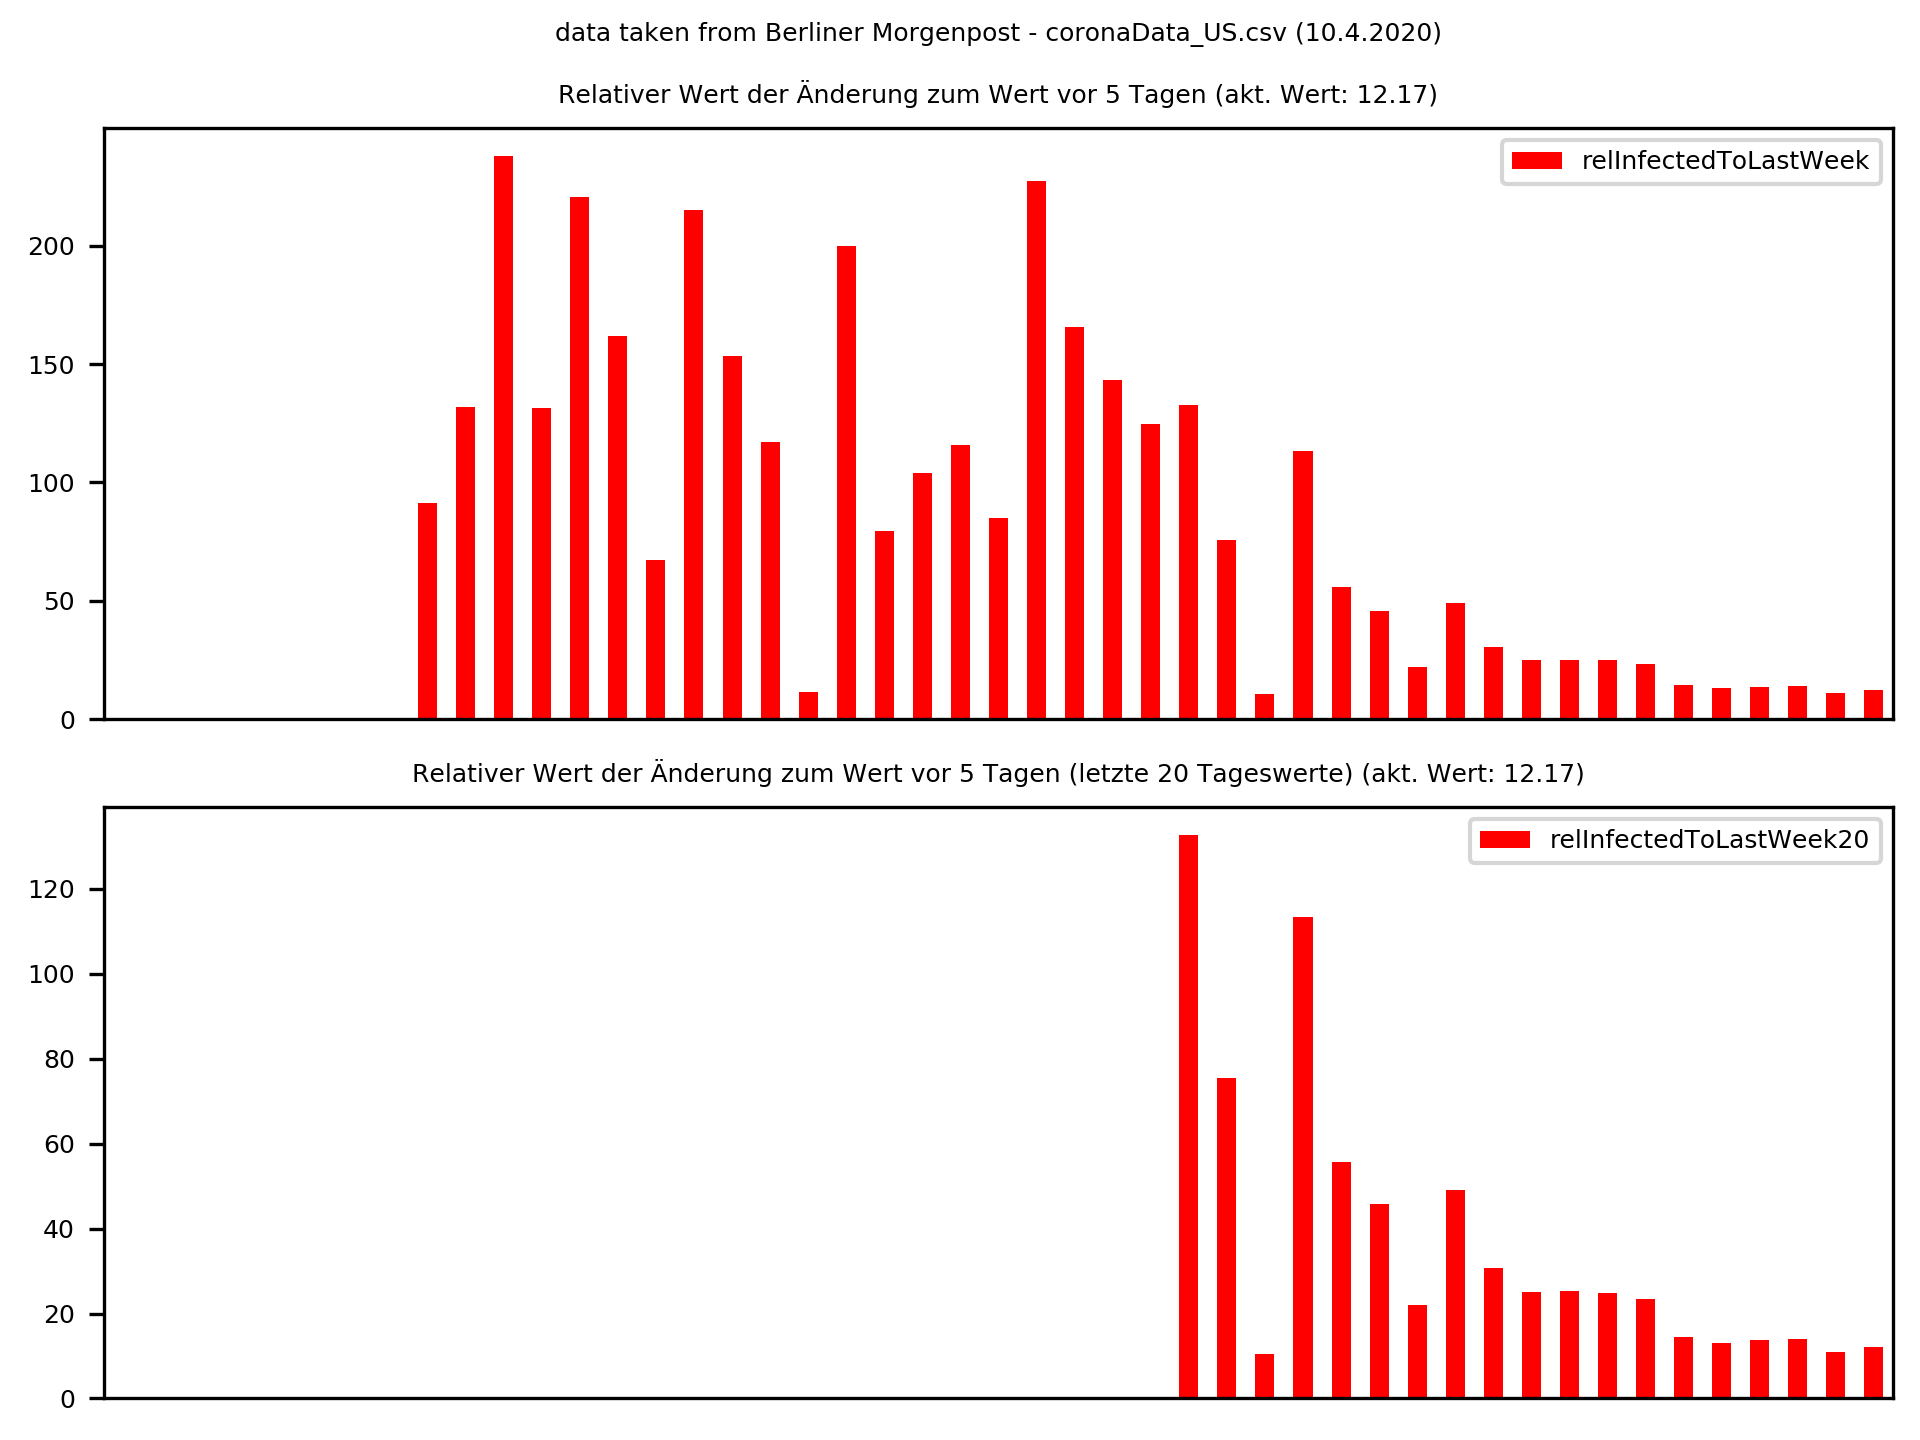 data taken from Berliner Morgenpost - coronaData_US.csv (10.4.2020)
Relativer Wert der Änderung zum Wert vor 5 Tagen (akt. Wert: 12.17)
relInfectedToLastWeek
200
150
100
50
0
Relativer Wert der Änderung zum Wert vor 5 Tagen (letzte 20 Tageswerte) (akt. Wert: 12.17)
relInfectedToLastWeek20
120
100
80
60
40
20
0